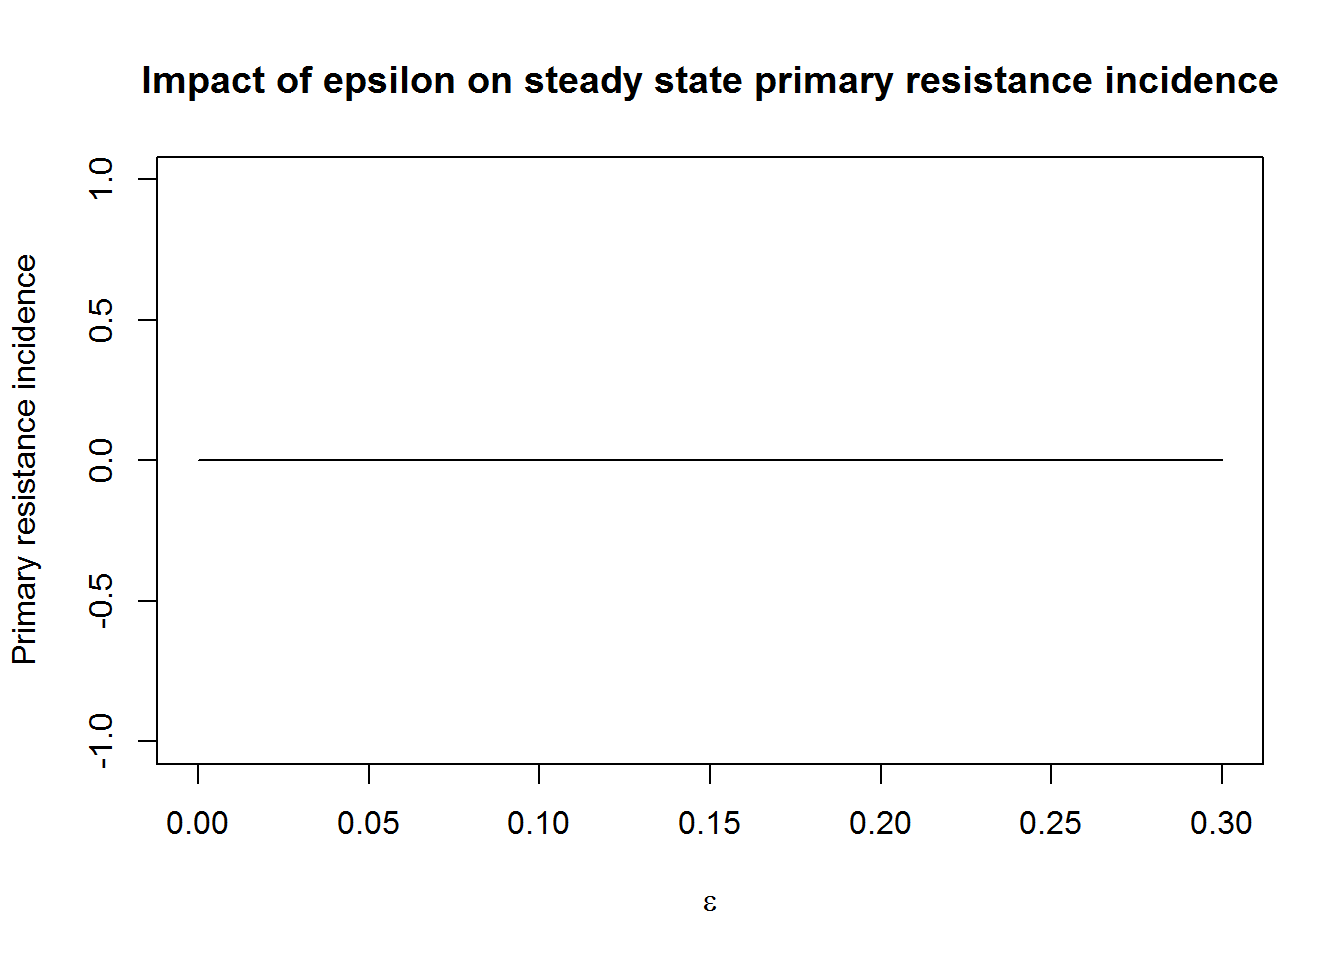 Impact of epsilon on steady state primary resistance incidence
Primary resistance incidence
1.0
0.5
0.0
-0.5
-1.0
0.00 0.05 0.10 0.15 0.20 0.25 0.30
ε